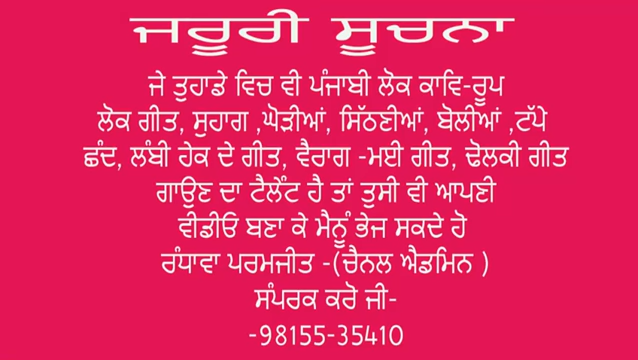 ਜਰੂਰੀ ਸੂਚਨਾ
ਜੇ ਤੁਹਾਡੇ ਵਿਚ ਵੀ ਪੰਜਾਬੀ ਲੋਕ ਕਾਵਿ-ਰੂਪ
ਲੋਕ ਗੀਤ, ਸੁਹਾਗ ,ਘੋੜੀਆਂ, ਸਿੱਠਣੀਆਂ, ਬੋਲੀਆਂ ,ਟੱਪੇ
ਛੰਦ, ਲੰਬੀ ਹੇਕ ਦੇ ਗੀਤ, ਵੈਰਾਗ -ਮਈ ਗੀਤ, ਢੋਲਕੀ ਗੀਤ
ਗਾਉਣ ਦਾ ਟੈਲੇੰਟ ਹੈ ਤਾਂ ਤੁਸੀ ਵੀ ਆਪਣੀ
ਵੀਡੀਓ ਬਣਾ ਕੇ ਮੈਨੂੰ ਭੇਜ ਸਕਦੇ ਹੋ
ਰੰਧਾਵਾ ਪਰਮਜੀਤ -(ਚੈਨਲ ਐਡਮਿਨ )
ਸੰਪਰਕ ਕਰੋ ਜੀ-
-98155-35410